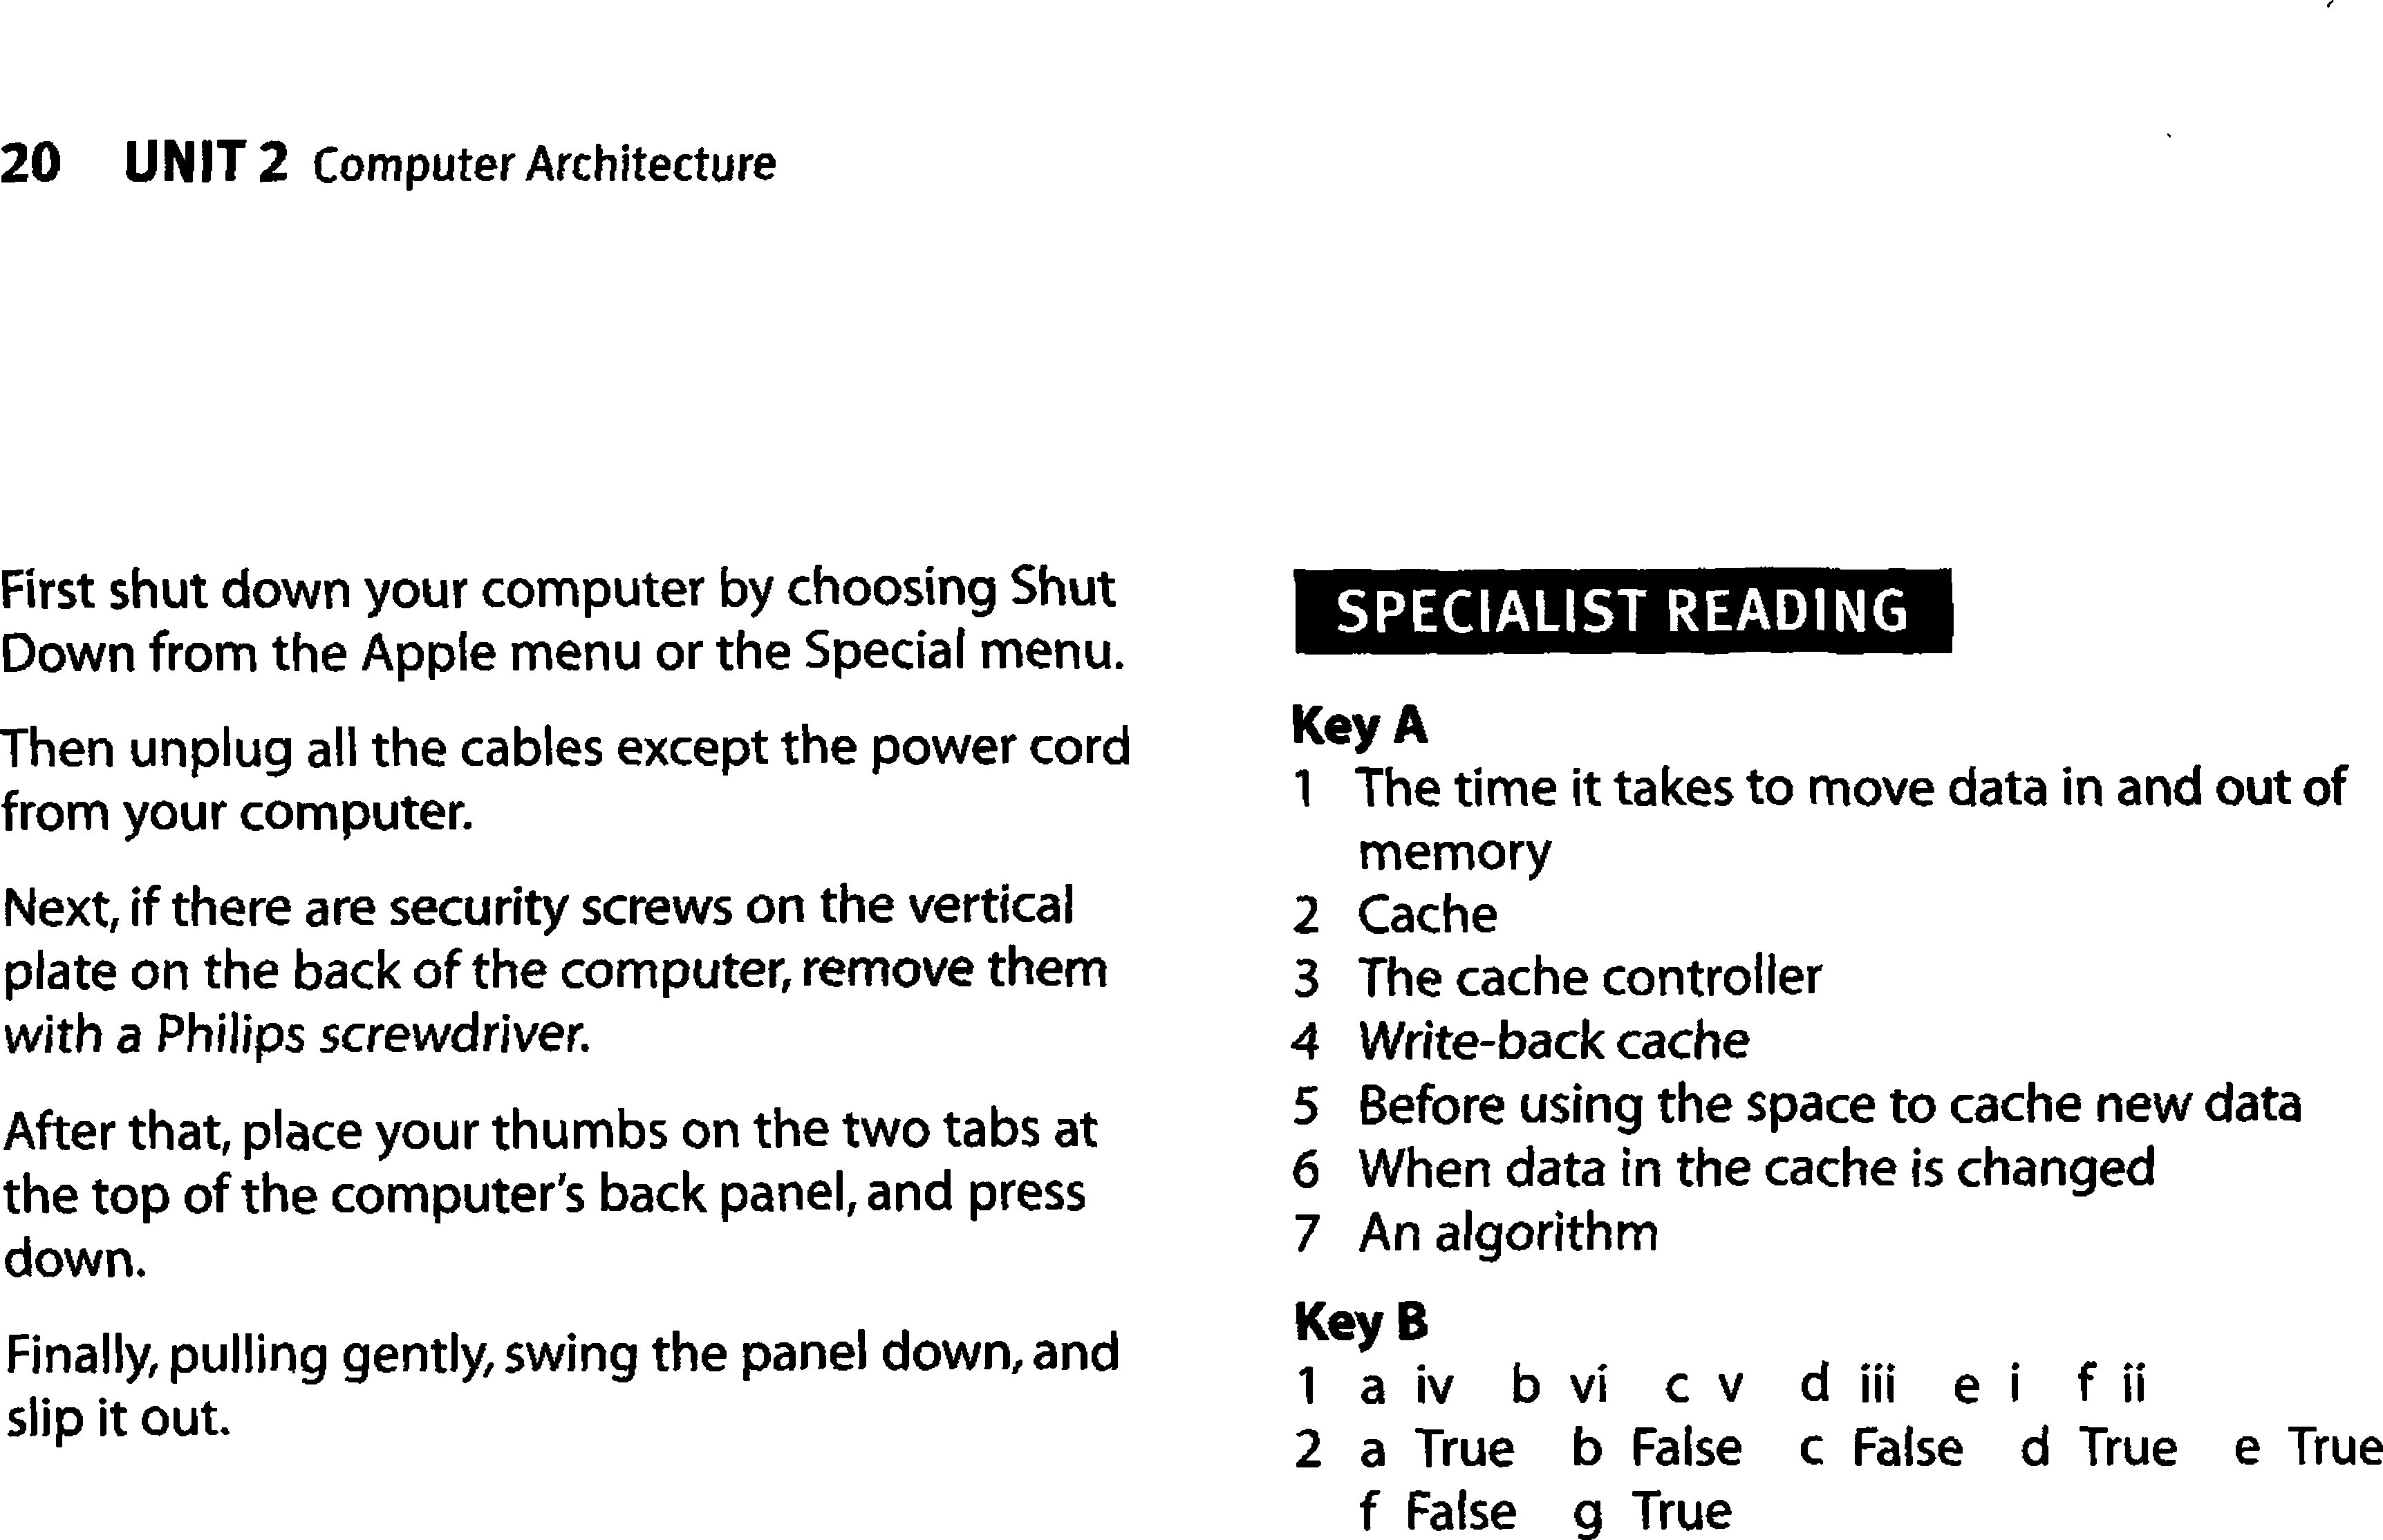 20 UNIT 2 Computer Architecture
First shut down your computer by choosing Shut
Down from the Apple menu or the Special menu.
Then unplug all the cables except the power cord
from your computer.
Next, if there are security screws on the vertical
plate on the back of the computer, remove them
with a Philips screwdriver.
After that, place your thumbs on the two tabs at
the top of the computer's back panel, and press
down.
Finally, pulling gently, swing the panel down, and
slip it out.
SPECIALIST READING
Key A
1 The time it takes to move data in and out of
memory
2 Cache
3 The cache controller
4 Write-back cache
5 Before using the space to cache new data
6 When data in the cache is changed
7 An algorithm
Key B
1 a iv b vi c v d iii e i f ii
2 a True b False c False d True e True
f False g True